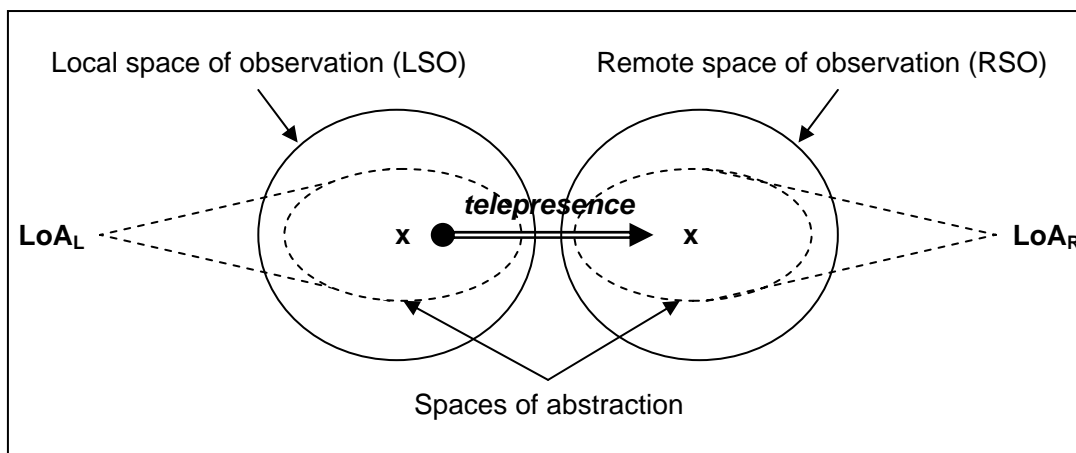 Local space of observation (LSO)
Remote space of observation (RSO)
telepresence
LoAL
x
x
LoAR
Spaces of abstraction